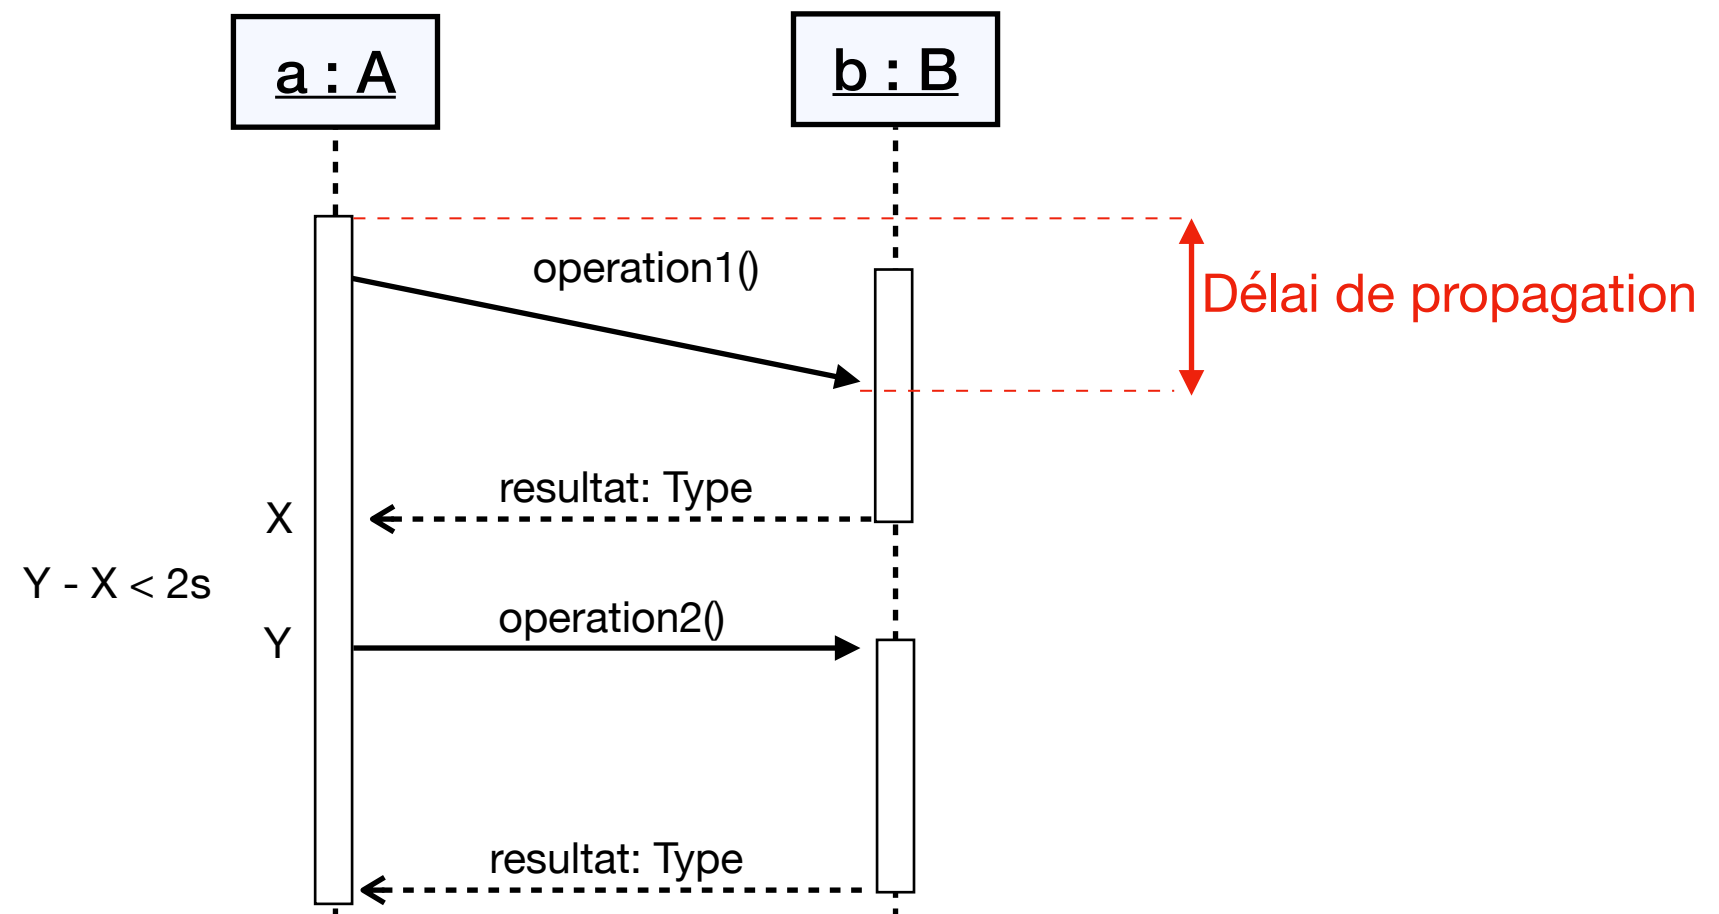 a : A
b : B
operation1()
Délai de propagation
resultat: Type
X
Y - X < 2s
operation2()
Y
resultat: Type